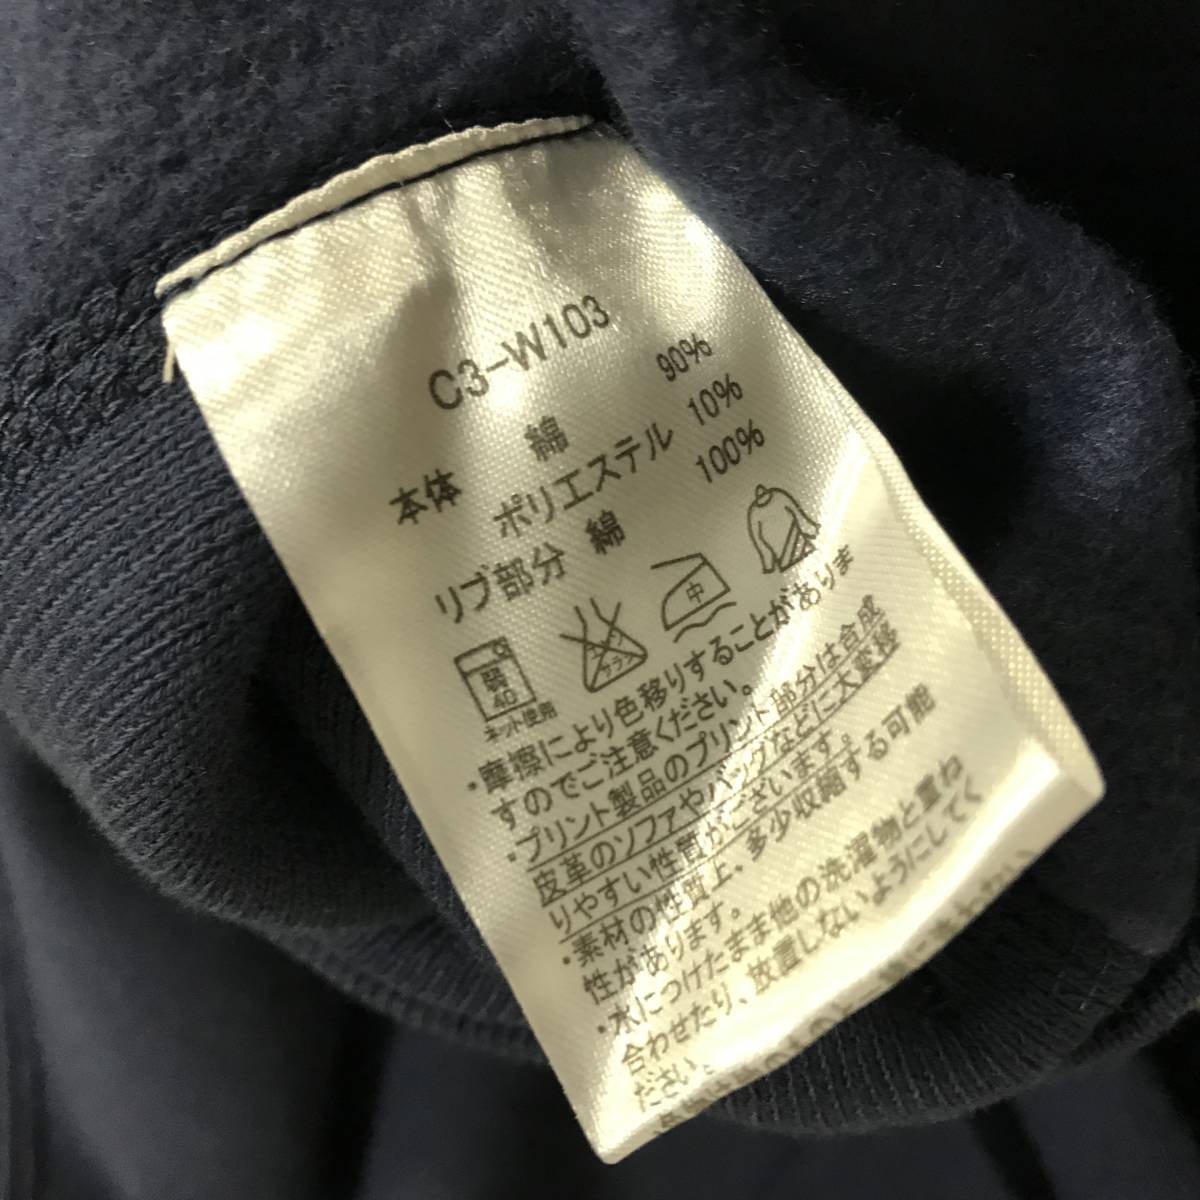 C3-W103
本体 綿 90%
ポリエステル 10%
リブ部分 綿 100%
弱
40
ネット使用
エンソ
サラシ
中
・摩擦により色移りすることがありま
すのでご注意ください。
・プリント製品のプリント部分は合成
皮革のソファやバッグなどに大変移
りやすい性質がございます。
・素材の性質上、多少収縮する可能
性があります。
・水につけたまま他の洗濯物と重ね
合わせたり、放置しないようにしてく
ださい。